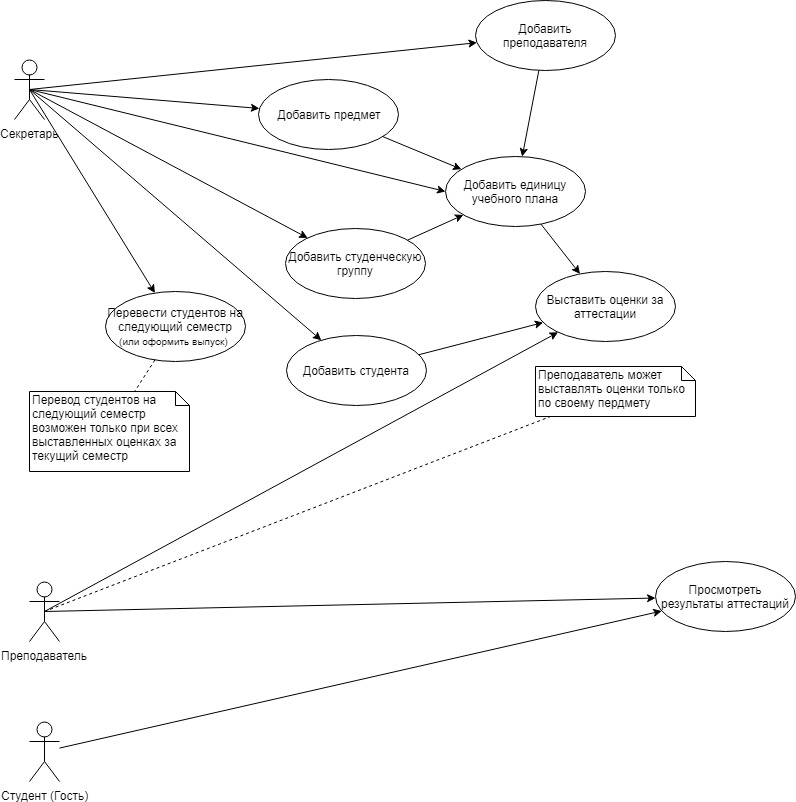 Добавить
преподавателя
Секретарь
Добавить предмет
Добавить единицу
учебного плана
Добавить студенческую
группу
Перевести студентов на
следующий семестр
(или оформить выпуск)
Выставить оценки за
аттестации
Добавить студента
Преподаватель может
выставлять оценки только
по своему пердмету
Перевод студентов на
следующий семестр
возможен только при всех
выставленных оценках за
текущий семестр
Просмотреть
результаты аттестаций
Преподаватель
Студент (Гость)